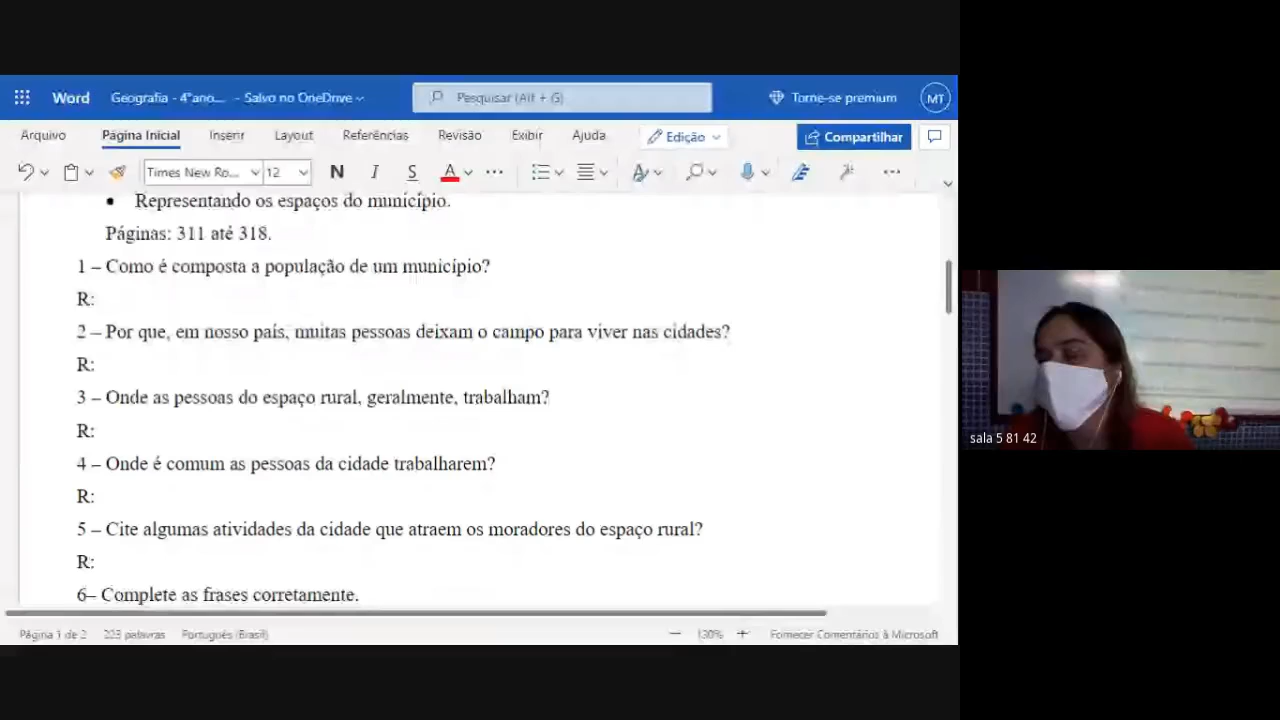 Word Geografia - 4°ano... - Salvo no OneDrive Pesquisar (Alt + G) Torne-se premium MT
Arquivo Página Inicial Inserir Layout Referências Revisão Exibir Ajuda Edição Compartilhar
Times New Ro... 12 N I S A ...
• Representando os espaços do município.
Páginas: 311 até 318.
1 – Como é composta a população de um município?
R:
2 – Por que, em nosso país, muitas pessoas deixam o campo para viver nas cidades?
R:
3 – Onde as pessoas do espaço rural, geralmente, trabalham?
R:
4 – Onde é comum as pessoas da cidade trabalharem?
R:
5 – Cite algumas atividades da cidade que atraem os moradores do espaço rural?
R:
6– Complete as frases corretamente.
Página 1 de 2 223 palavras Português (Brasil) 130% Fornecer Comentários à Microsoft
sala 5 81 42